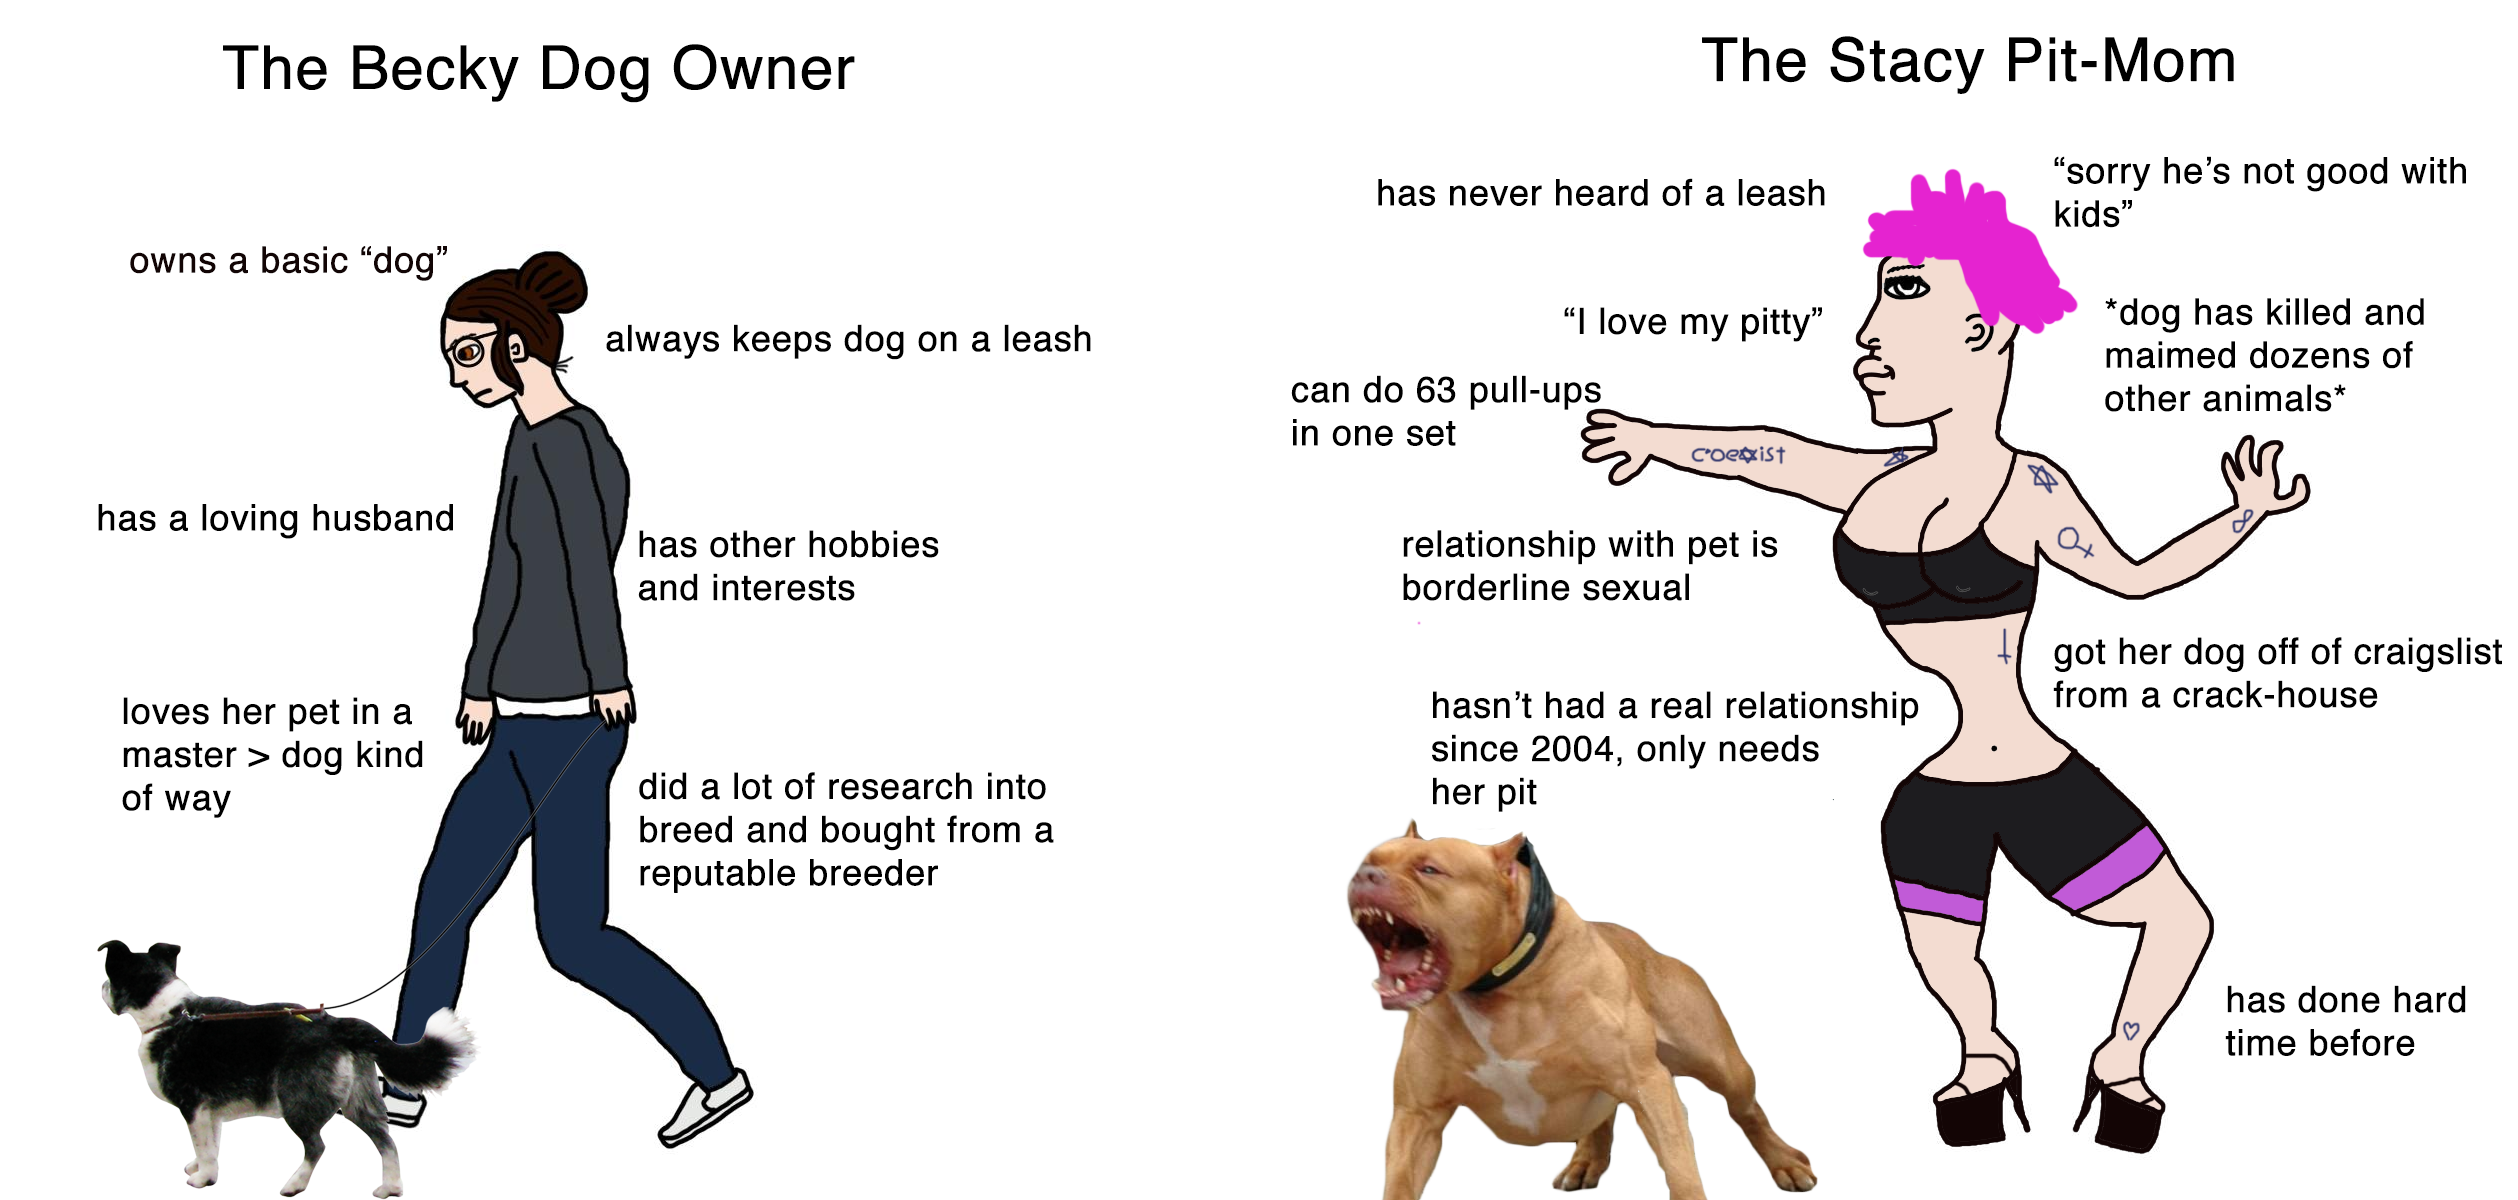 The Becky Dog Owner
owns a basic “dog”
always keeps dog on a leash
has a loving husband
has other hobbies
and interests
loves her pet in a
master > dog kind
of way
did a lot of research into
breed and bought from a
reputable breeder
The Stacy Pit-Mom
has never heard of a leash
“sorry he’s not good with
kids”
“I love my pitty”
*dog has killed and
maimed dozens of
other animals*
can do 63 pull-ups
in one set
coexist
relationship with pet is
borderline sexual
got her dog off of craigslist
from a crack-house
hasn’t had a real relationship
since 2004, only needs
her pit
has done hard
time before